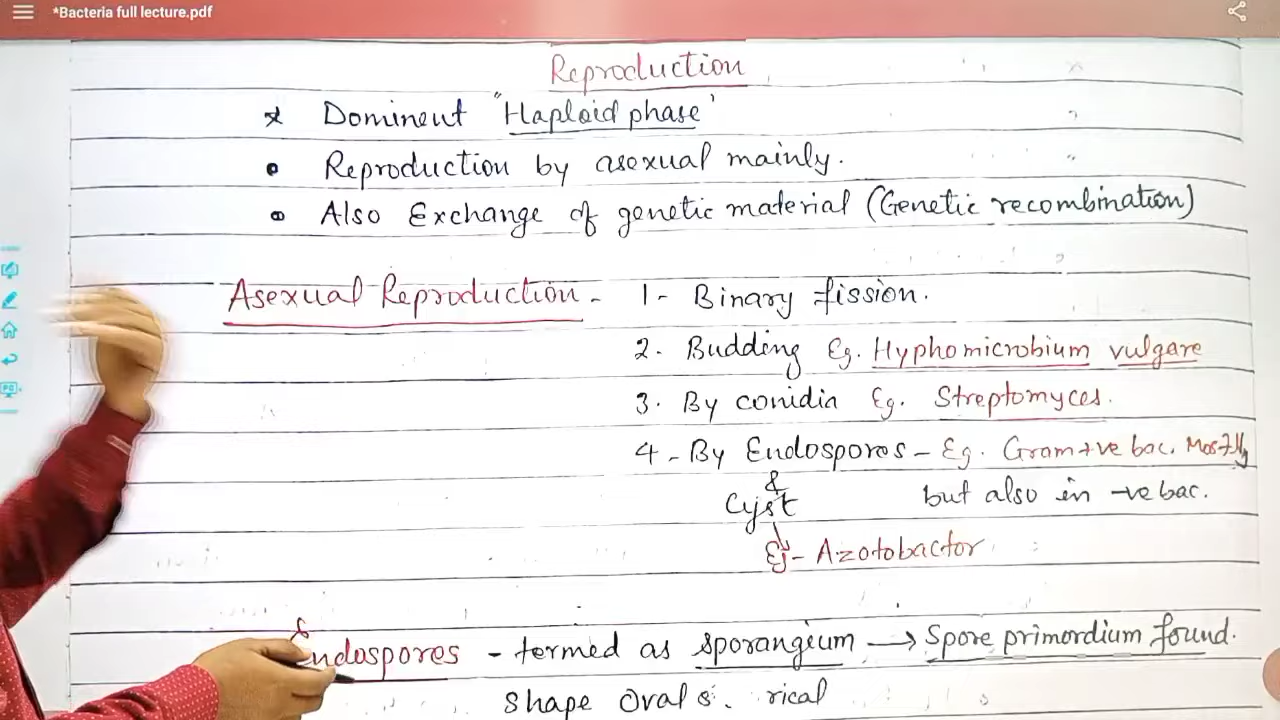 *Bacteria full lecture.pdf
Reproduction
* Dominent "Haploid phase'
• Reproduction by asexual mainly.
• Also Exchange of genetic material (Genetic recombination)
Asexual Reproduction - 1- Binary fission.
2. Budding Eg. Hyphomicrobium vulgare
3. By conidia Eg. Streptomyces.
4 - By Endospores - Eg. Gram +ve bac. Mostly
& but also in -ve bac.
Cyst
Eg - Azotobactor
Endospores - termed as sporangium → Spore primordium found.
shape oval